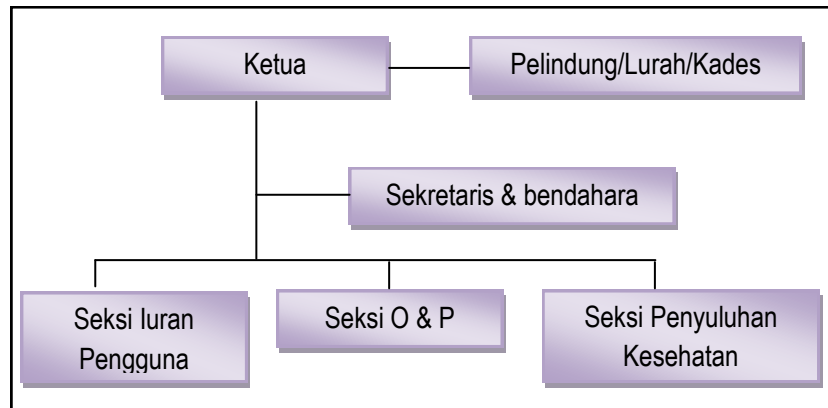 Ketua
Pelindung/Lurah/Kades
Sekretaris & bendahara
Seksi Iuran
Pengguna
Seksi O & P
Seksi Penyuluhan
Kesehatan